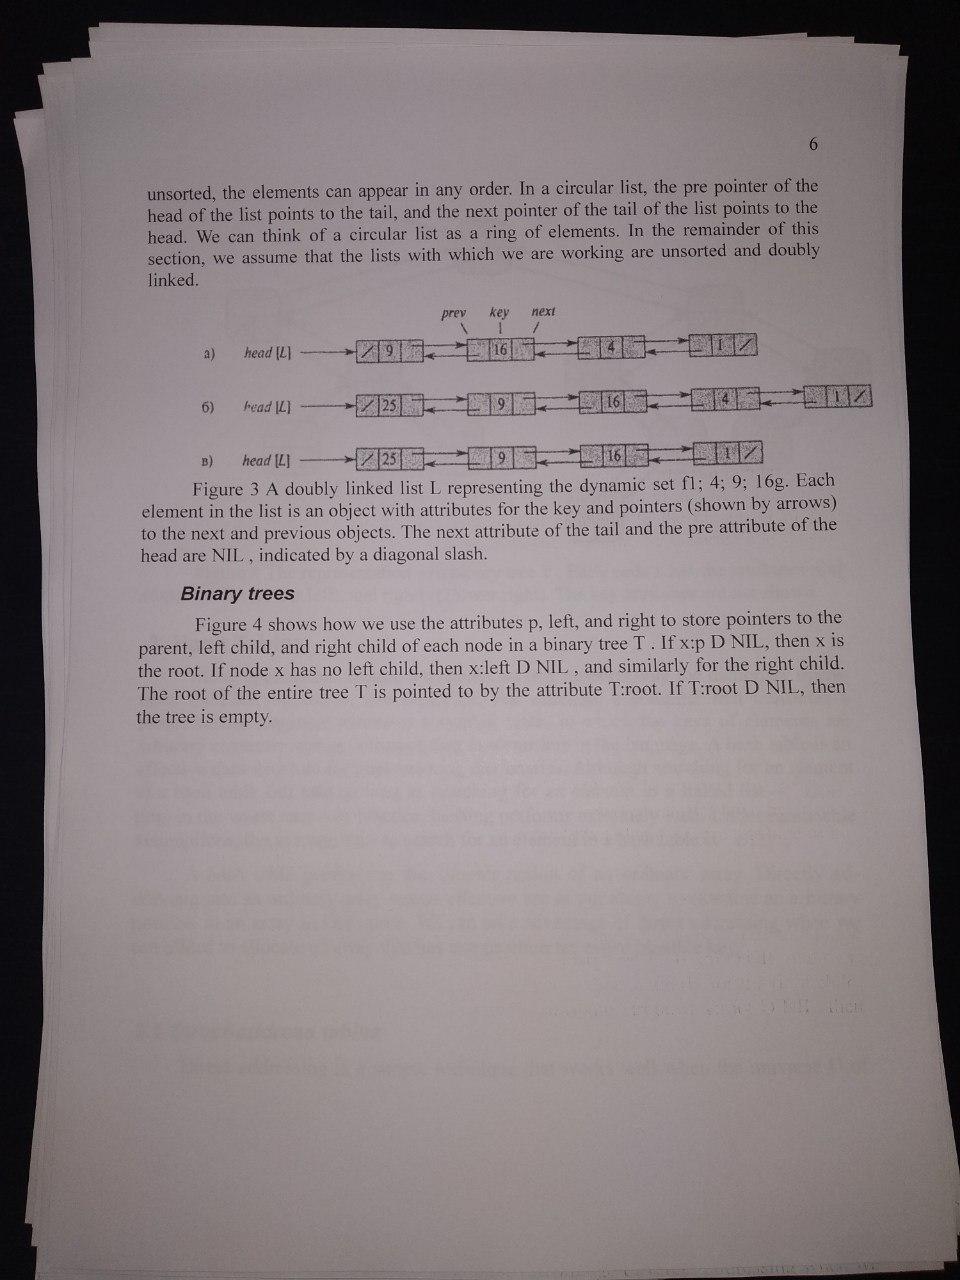 6
unsorted, the elements can appear in any order. In a circular list, the pre pointer of the
head of the list points to the tail, and the next pointer of the tail of the list points to the
head. We can think of a circular list as a ring of elements. In the remainder of this
section, we assume that the lists with which we are working are unsorted and doubly
linked.
prev key next
а) head [L] / 9 16 4 1 /
б) head [L] / 25 9 16 4 1 /
в) head [L] / 25 9 16 1 /
Figure 3 A doubly linked list L representing the dynamic set f1; 4; 9; 16g. Each
element in the list is an object with attributes for the key and pointers (shown by arrows)
to the next and previous objects. The next attribute of the tail and the pre attribute of the
head are NIL , indicated by a diagonal slash.
Binary trees
Figure 4 shows how we use the attributes p, left, and right to store pointers to the
parent, left child, and right child of each node in a binary tree T . If x:p D NIL, then x is
the root. If node x has no left child, then x:left D NIL , and similarly for the right child.
The root of the entire tree T is pointed to by the attribute T:root. If T:root D NIL, then
the tree is empty.